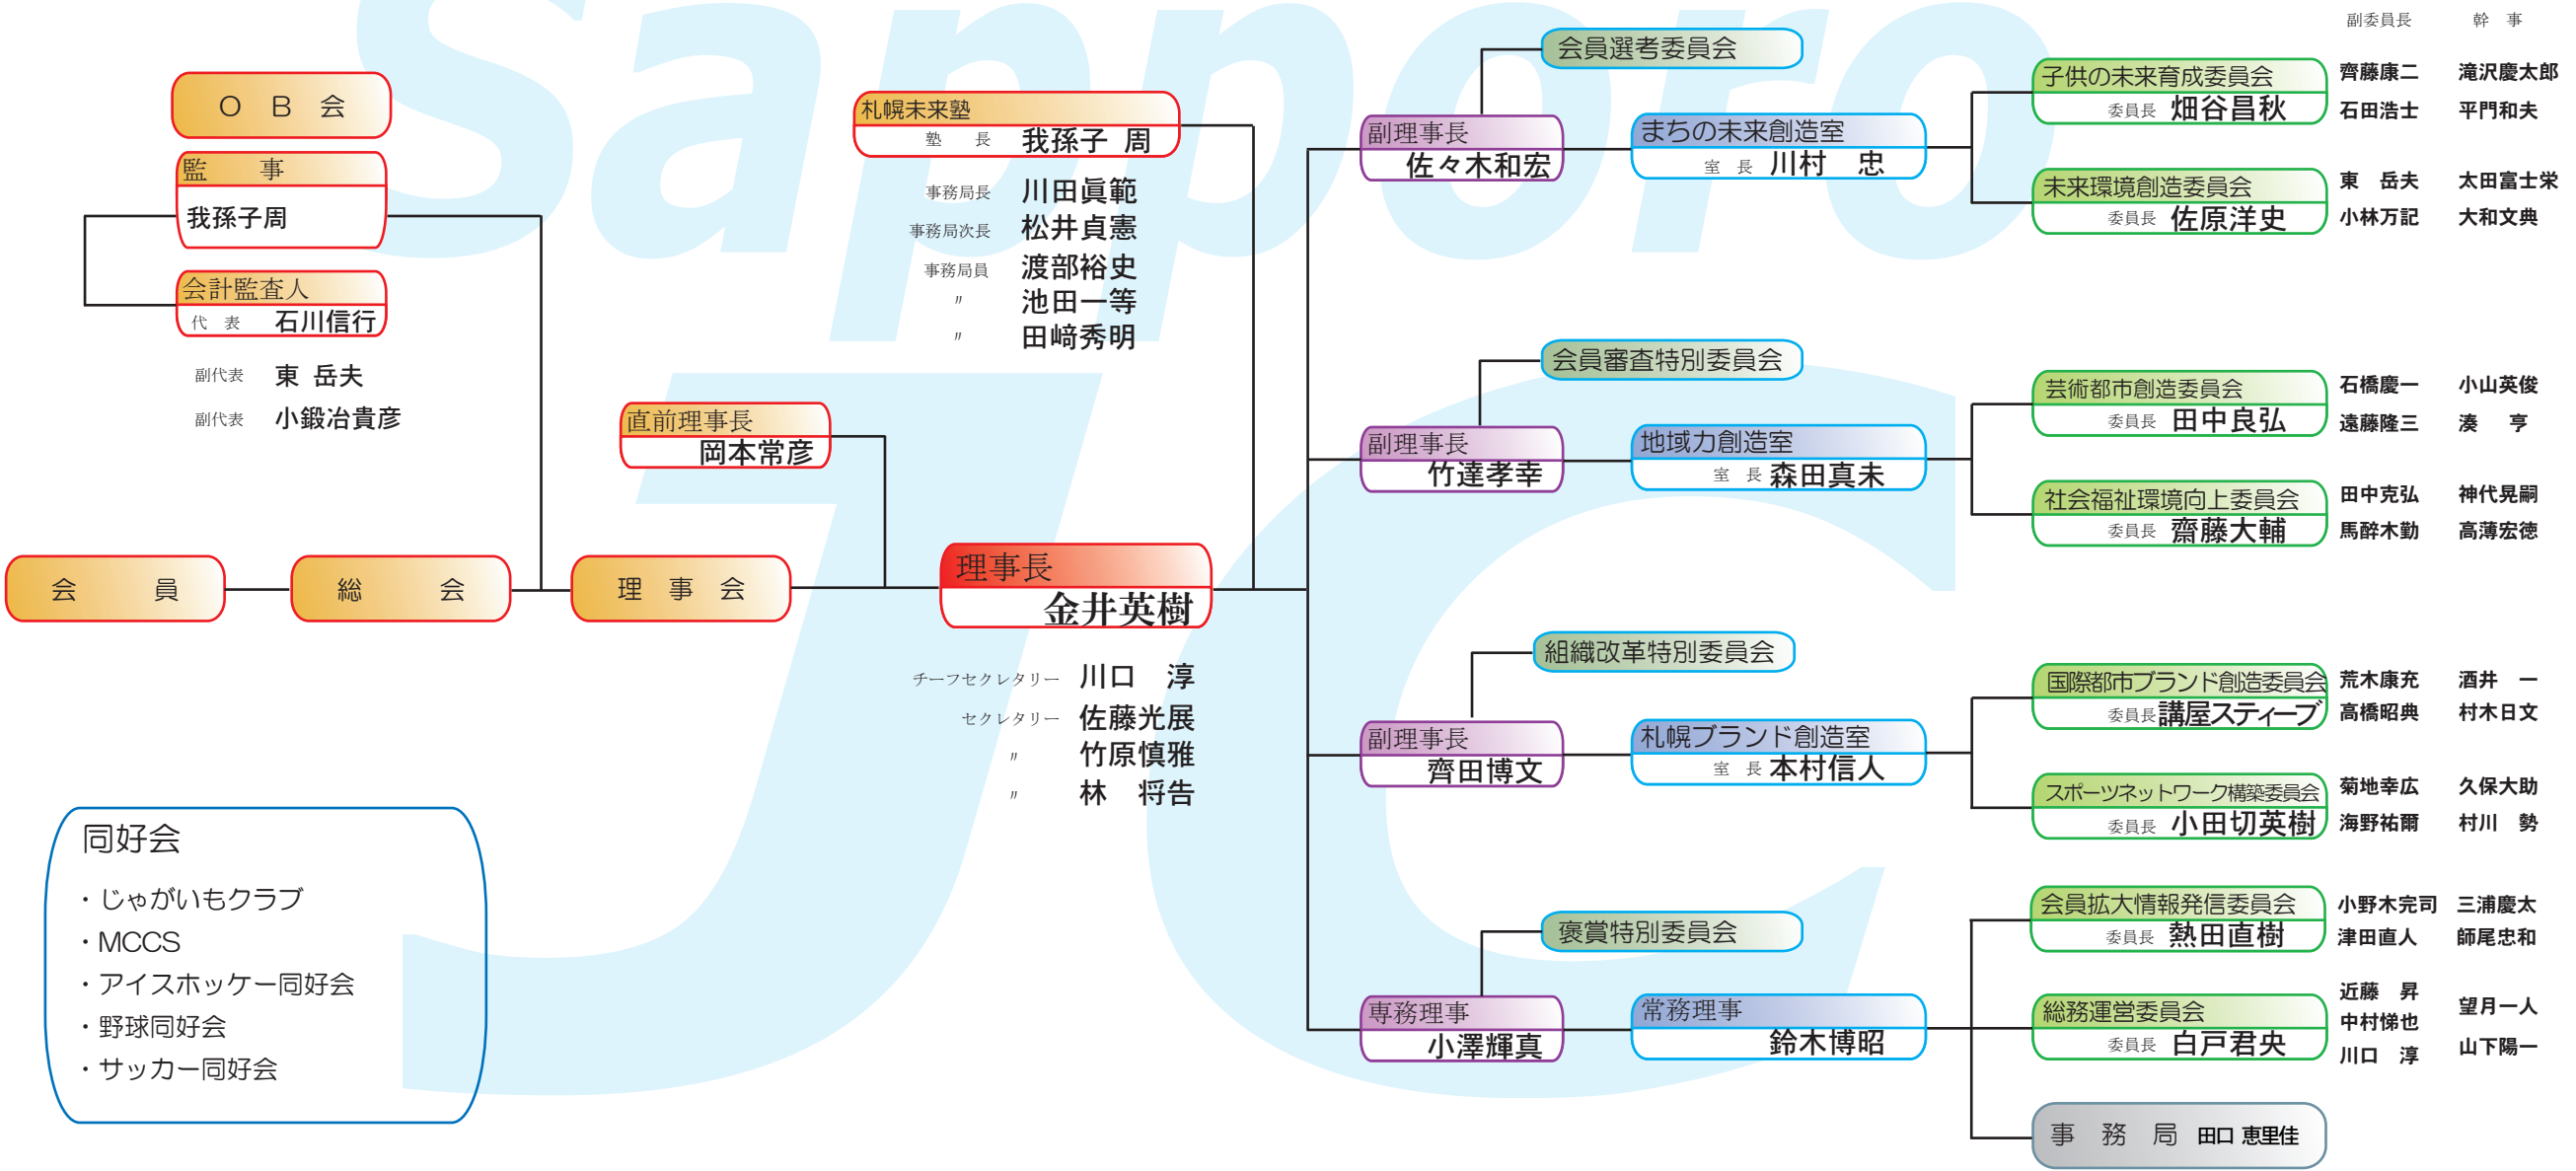 Sapporo
JC
ＯＢ会
監　事
我孫子周
会計監査人
代　表　石川信行
副代表　東 岳夫
副代表　小鍛冶貴彦
会　員
総　会
理 事 会
直前理事長
岡本常彦
札幌未来塾
塾　長　我孫子 周
事務局長　川田眞範
事務局次長　松井貞憲
事務局員　渡部裕史
〃　池田一等
〃　田﨑秀明
理事長
金井英樹
チーフセクレタリー　川口　淳
セクレタリー　佐藤光展
〃　竹原慎雅
〃　林　将告
同好会
・じゃがいもクラブ
・MCCS
・アイスホッケー同好会
・野球同好会
・サッカー同好会
会員選考委員会
副理事長
佐々木和宏
まちの未来創造室
室　長　川村　忠
副委員長　幹　事
子供の未来育成委員会
委員長　畑谷昌秋
齊藤康二　滝沢慶太郎
石田浩士　平門和夫
未来環境創造委員会
委員長　佐原洋史
東　岳夫　太田富士栄
小林万記　大和文典
会員審査特別委員会
副理事長
竹達孝幸
地域力創造室
室　長　森田真未
芸術都市創造委員会
委員長　田中良弘
石橋慶一　小山英俊
遠藤隆三　湊　亨
社会福祉環境向上委員会
委員長　齋藤大輔
田中克弘　神代晃嗣
馬酔木勤　高薄宏徳
組織改革特別委員会
副理事長
齊田博文
札幌ブランド創造室
室　長　本村信人
国際都市ブランド創造委員会
委員長　講屋スティーブ
荒木康充　酒井　一
高橋昭典　村木日文
スポーツネットワーク構築委員会
委員長　小田切英樹
菊地幸広　久保大助
海野祐爾　村川　勢
褒賞特別委員会
専務理事
小澤輝真
常務理事
鈴木博昭
会員拡大情報発信委員会
委員長　熱田直樹
小野木完司　三浦慶太
津田直人　師尾忠和
総務運営委員会
委員長　白戸君央
近藤　昇　望月一人
中村悌也
川口　淳　山下陽一
事　務　局　田口 恵里佳